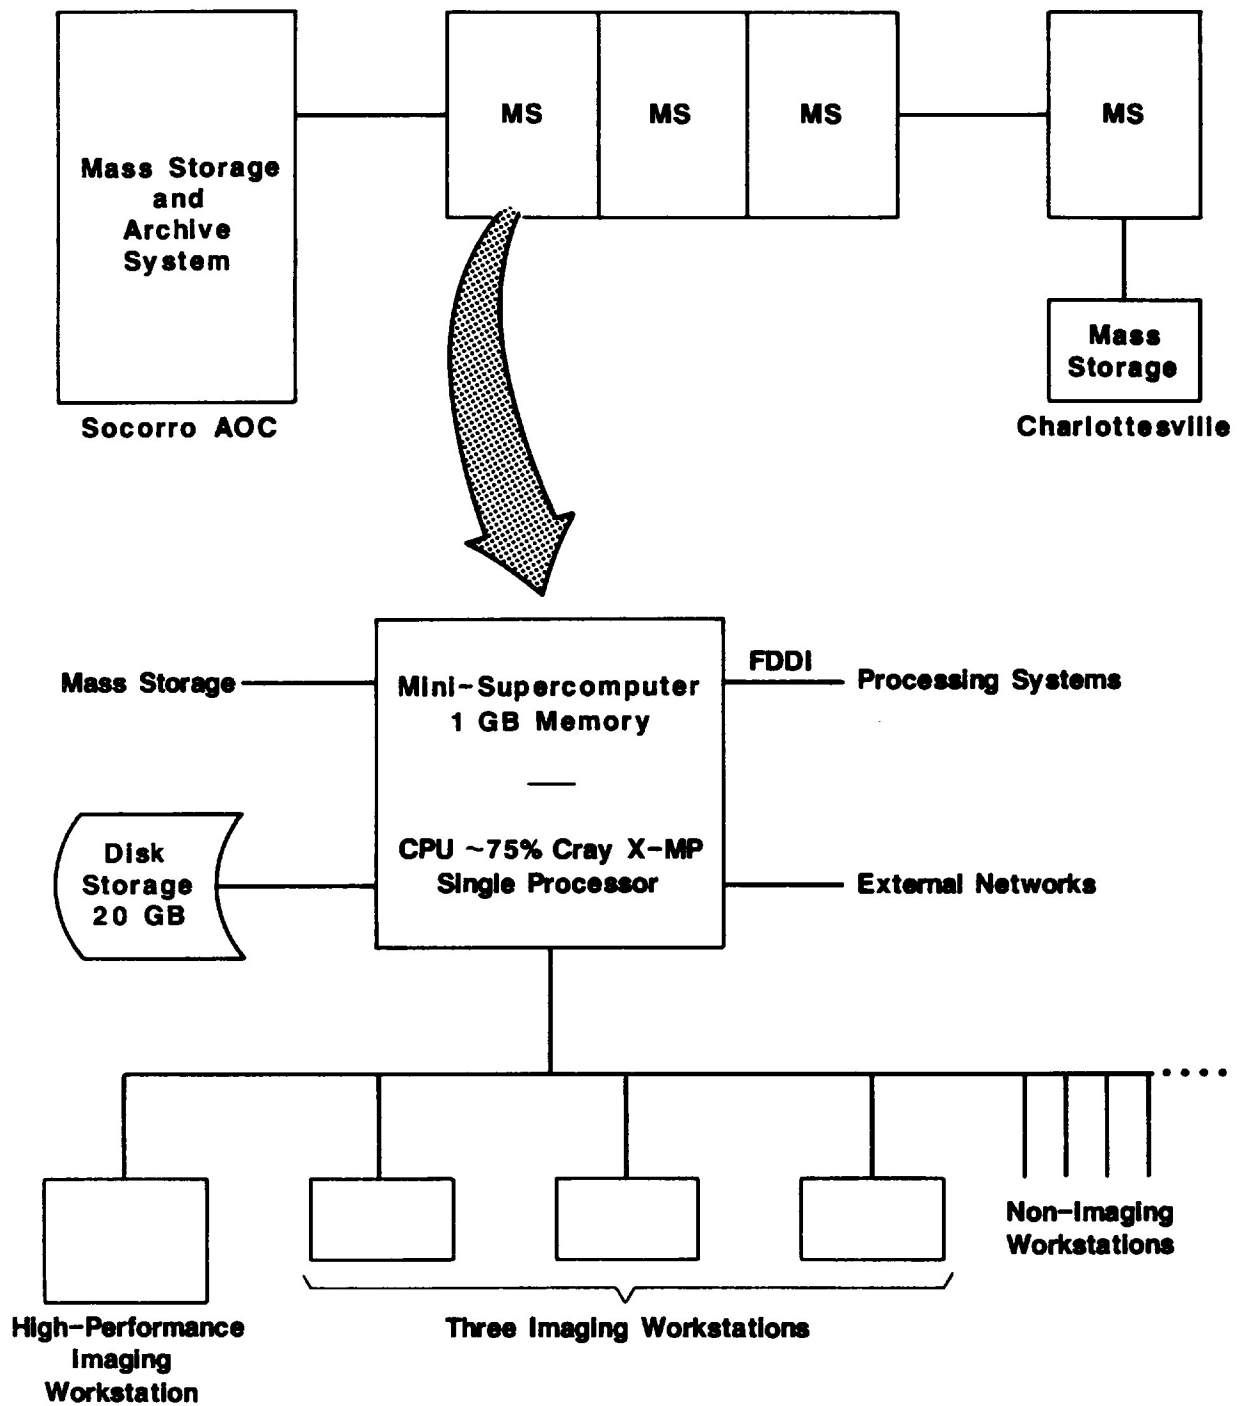 Mass Storage
and
Archive
System
Socorro AOC
MS
MS
MS
MS
Mass
Storage
Charlottesville
Mass Storage
Mini-Supercomputer
1 GB Memory
CPU ~75% Cray X-MP
Single Processor
FDDI
Processing Systems
Disk
Storage
20 GB
External Networks
High-Performance
Imaging
Workstation
Three Imaging Workstations
Non-Imaging
Workstations